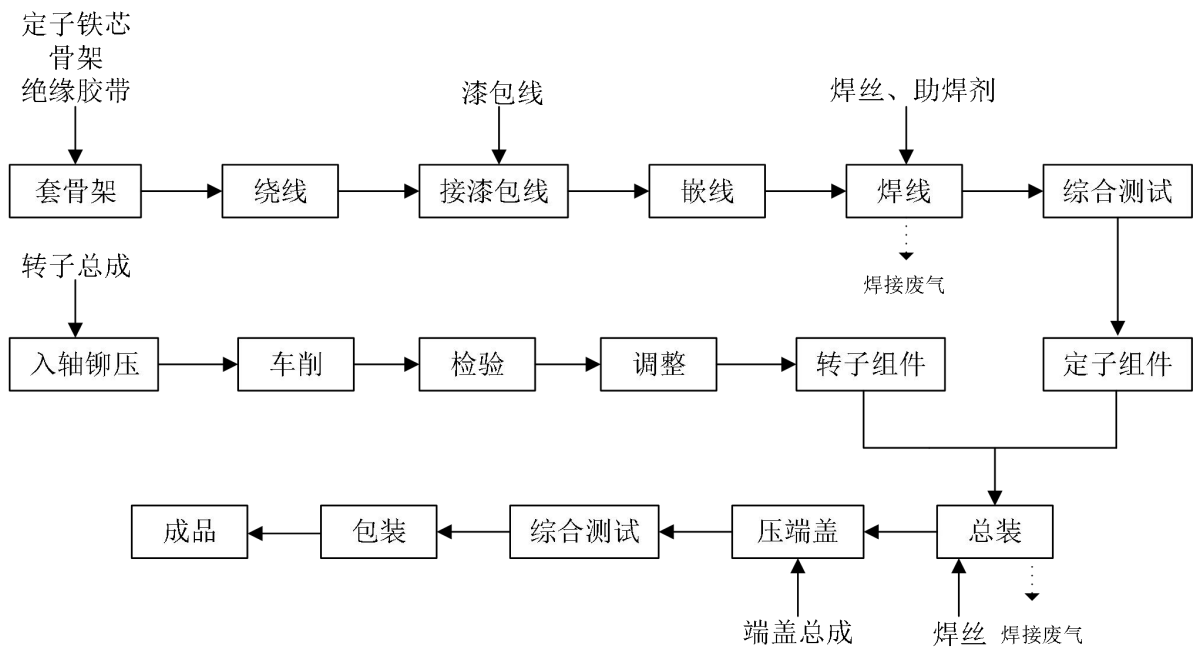 定子铁芯
骨架
绝缘胶带
漆包线
焊丝、助焊剂
套骨架
绕线
接漆包线
嵌线
焊线
综合测试
焊接废气
转子总成
入轴铆压
车削
检验
调整
转子组件
定子组件
成品
包装
综合测试
压端盖
总装
端盖总成
焊丝
焊接废气